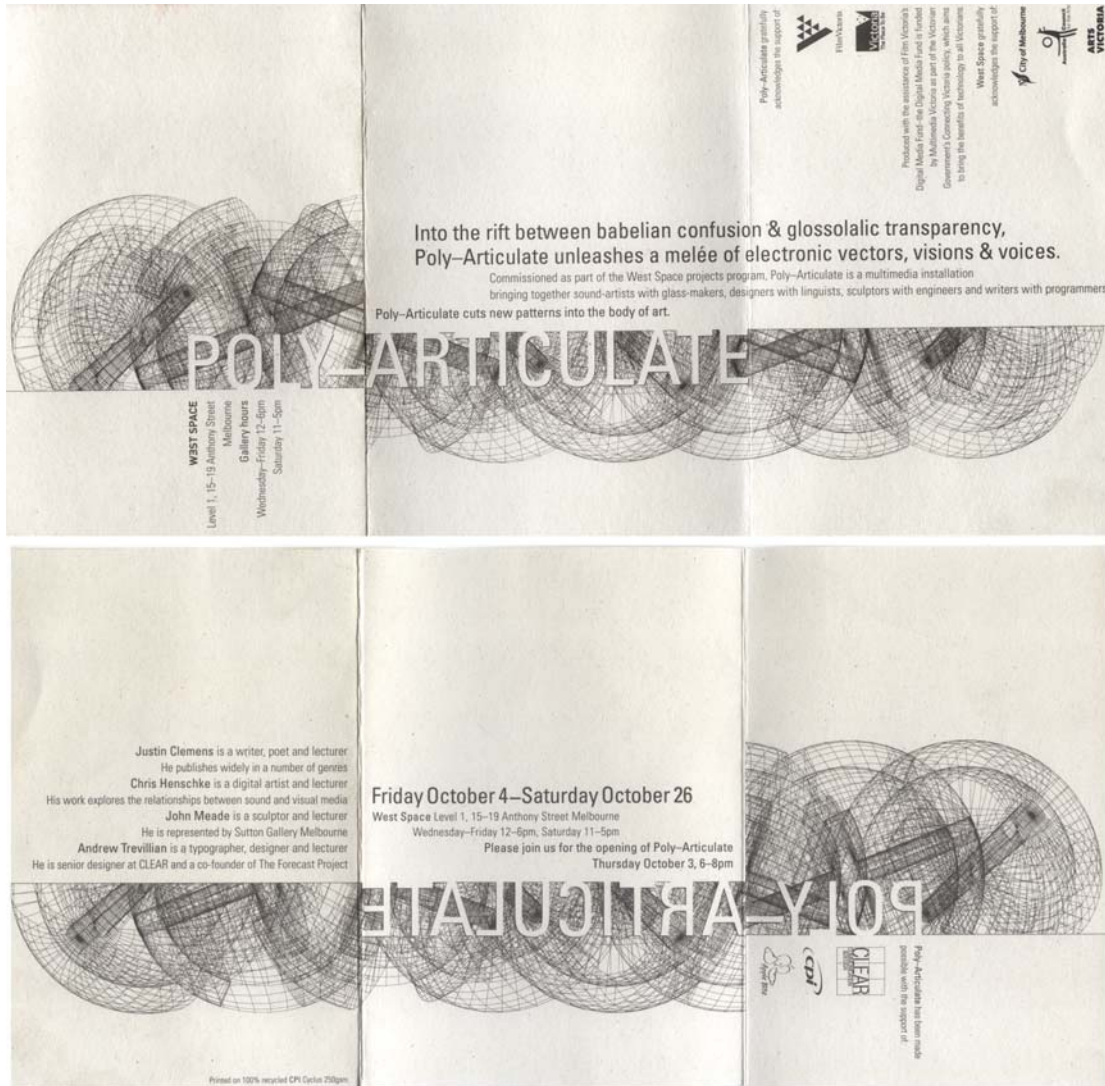 Poly–Articulate gratefully
acknowledges the support of:
FilmVictoria
Victoria
The Place To Be
Produced with the assistance of Film Victoria's
Digital Media Fund–the Digital Media Fund is funded
by Multimedia Victoria as part of the Victorian
Government's Connecting Victoria policy, which aims
to bring the benefits of technology to all Victorians
West Space gratefully
acknowledges the support of:
City of Melbourne
ARTS
VICTORIA
Into the rift between babelian confusion & glossolalic transparency,
Poly–Articulate unleashes a melée of electronic vectors, visions & voices.
Commissioned as part of the West Space projects program, Poly–Articulate is a multimedia installation
bringing together sound-artists with glass-makers, designers with linguists, sculptors with engineers and writers with programmers
Poly–Articulate cuts new patterns into the body of art.
POLY–ARTICULATE
W3ST SPACE
Level 1, 15–19 Anthony Street
Melbourne
Gallery hours
Wednesday–Friday 12–6pm
Saturday 11–5pm
Justin Clemens is a writer, poet and lecturer
He publishes widely in a number of genres
Chris Henschke is a digital artist and lecturer
His work explores the relationships between sound and visual media
John Meade is a sculptor and lecturer
He is represented by Sutton Gallery Melbourne
Andrew Trevillian is a typographer, designer and lecturer
He is senior designer at CLEAR and a co-founder of The Forecast Project
Friday October 4–Saturday October 26
West Space Level 1, 15–19 Anthony Street Melbourne
Wednesday–Friday 12–6pm, Saturday 11–5pm
Please join us for the opening of Poly–Articulate
Thursday October 3, 6–8pm
POLY–ARTICULATE
cpi
CLEAR
Poly–Articulate has been made
possible with the support of:
Printed on 100% recycled CPI Cyclus 250gsm